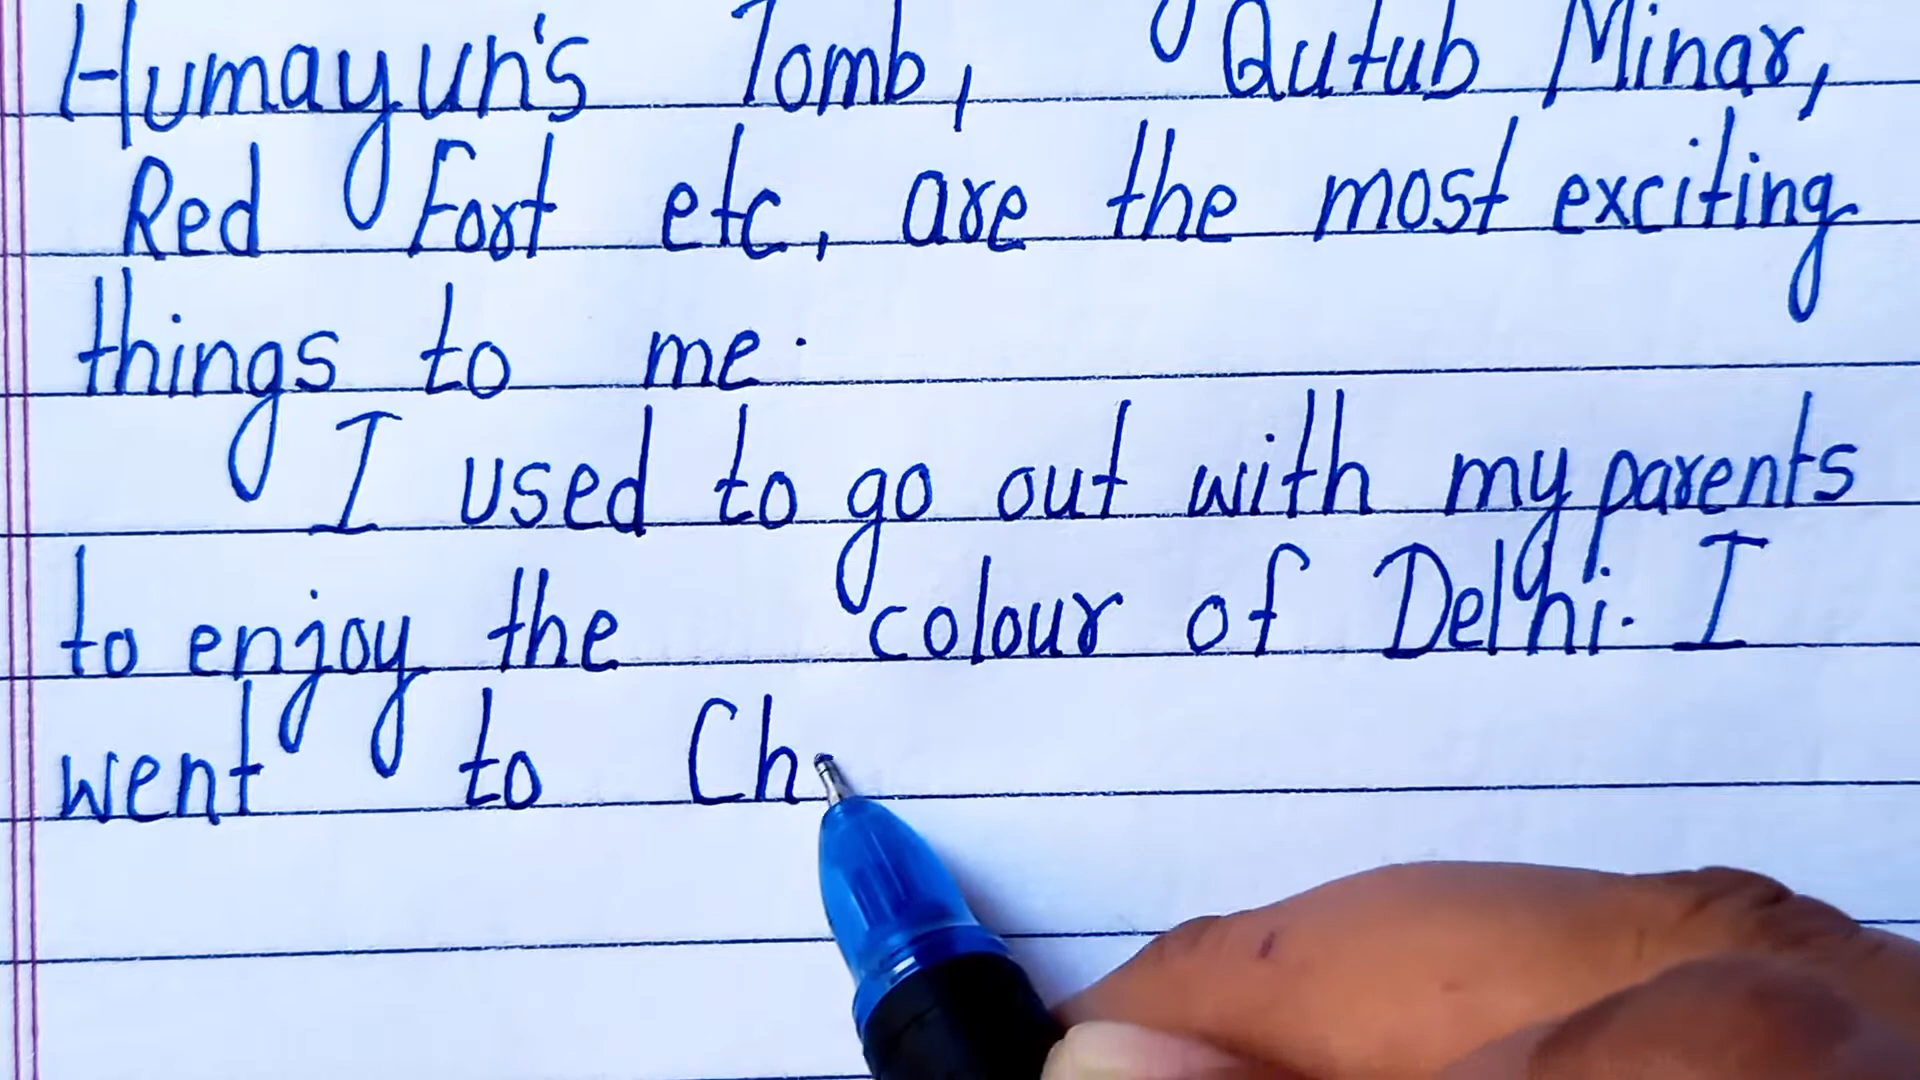 Humayun's Tomb, Qutub Minar,
Red Fort etc, are the most exciting
things to me.
I used to go out with my parents
to enjoy the colour of Delhi. I
went to Ch